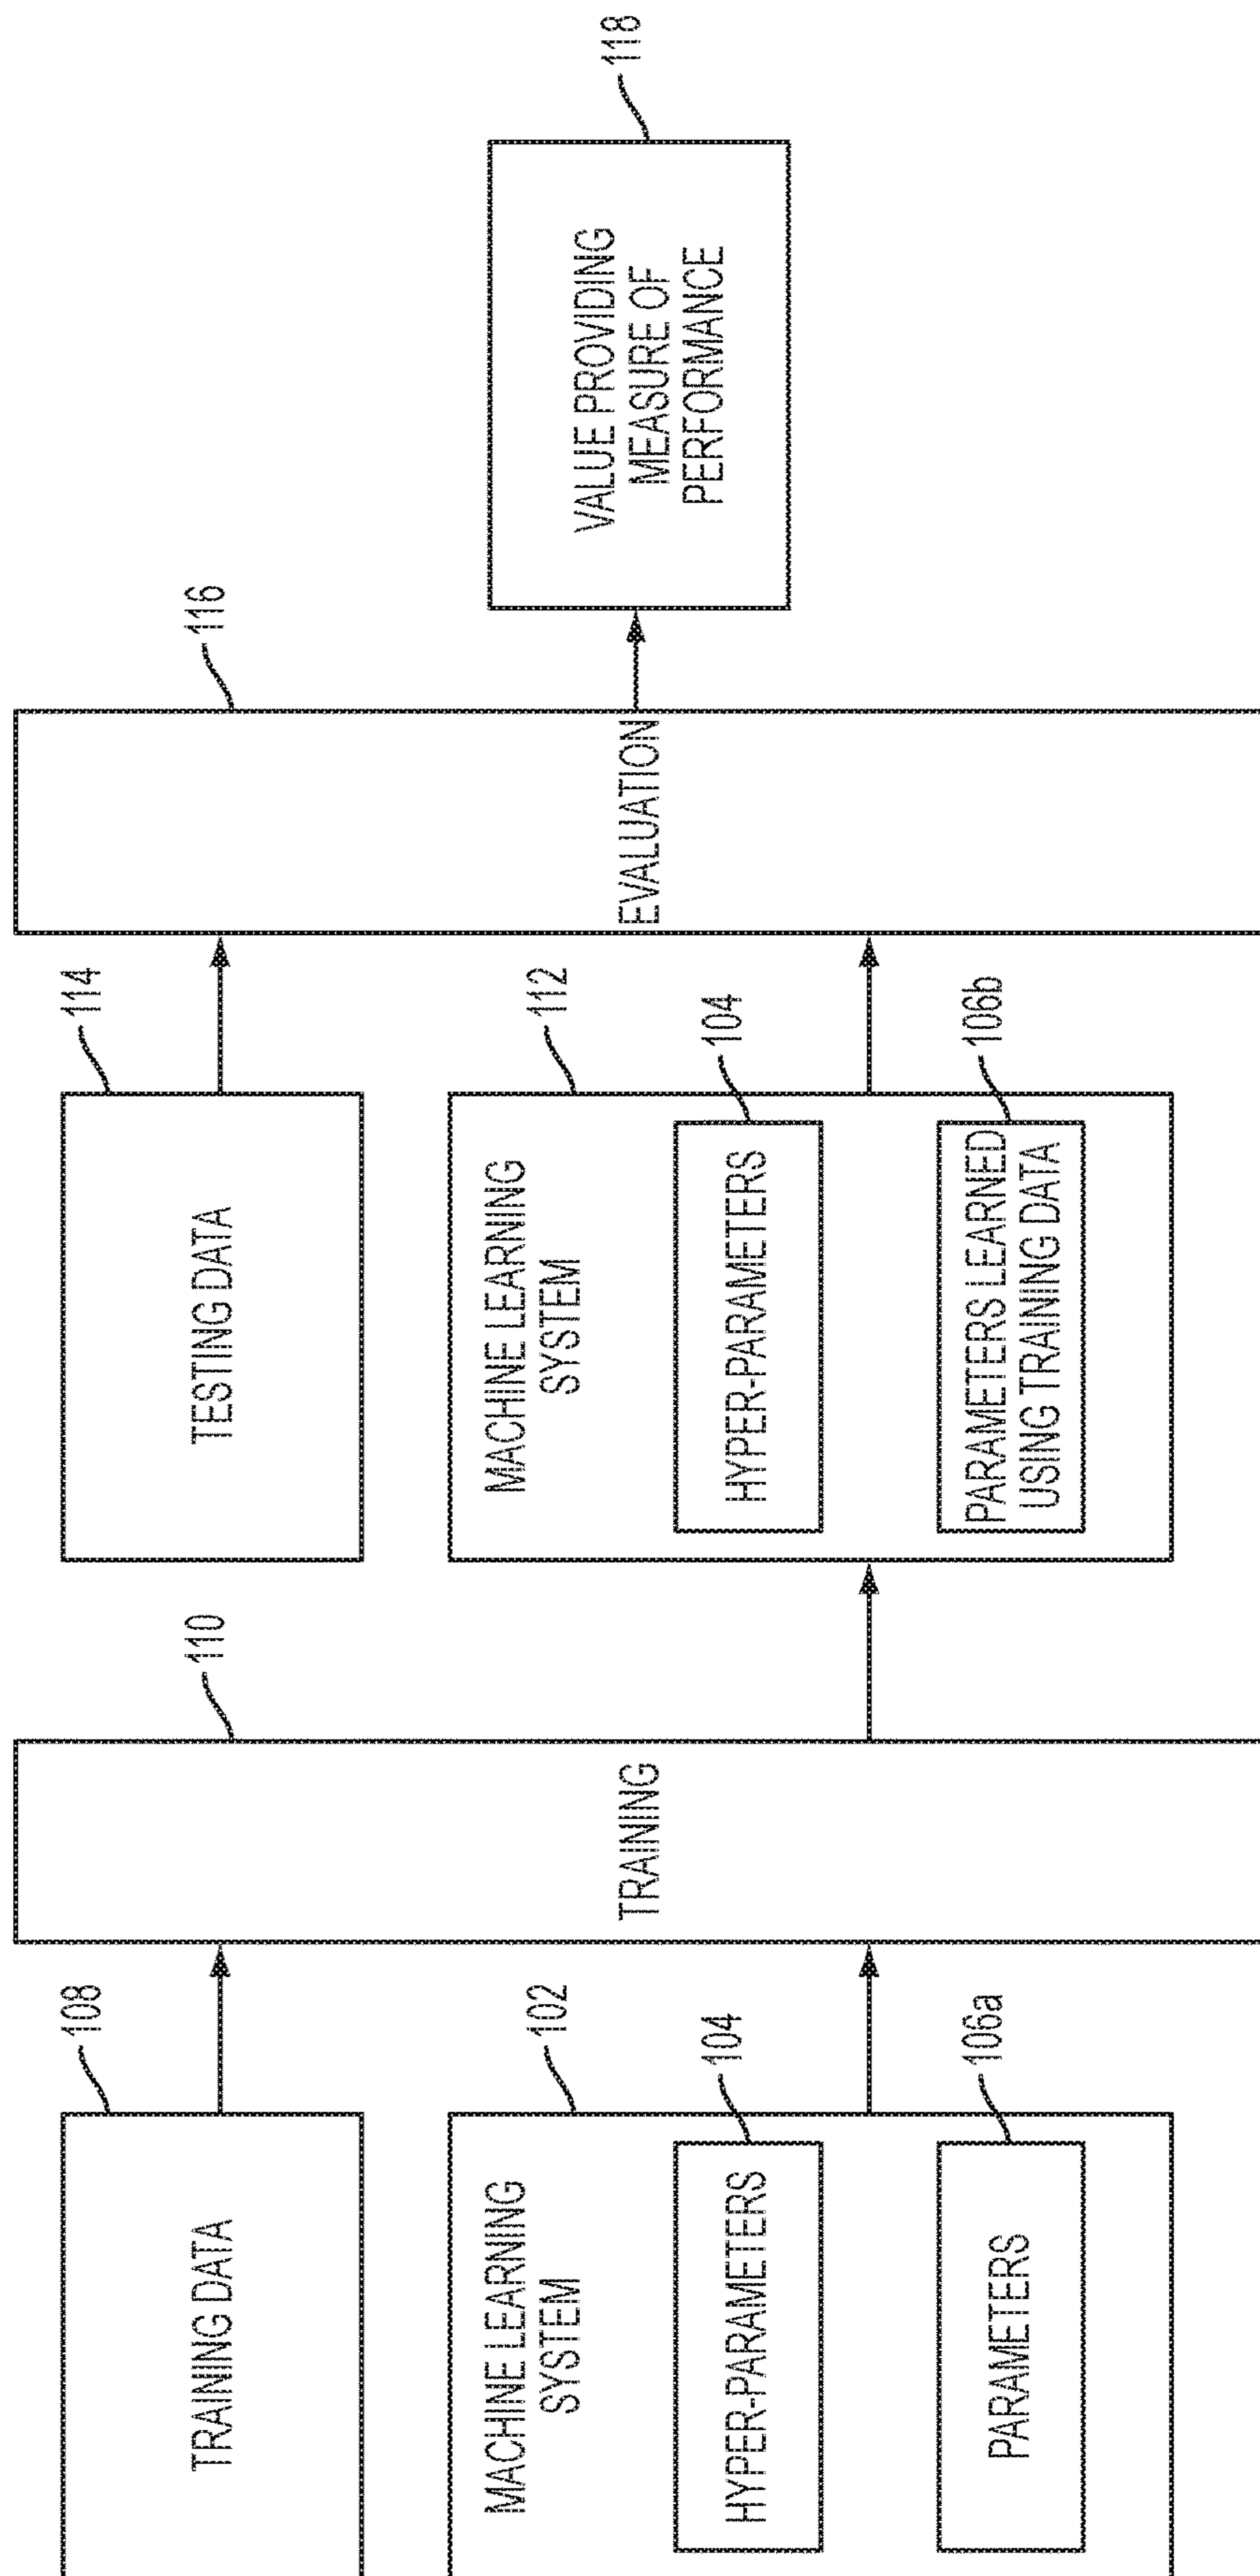 108
TRAINING DATA
102
MACHINE LEARNING
SYSTEM
104
HYPER-PARAMETERS
106a
PARAMETERS
110
TRAINING
114
TESTING DATA
112
MACHINE LEARNING
SYSTEM
104
HYPER-PARAMETERS
106b
PARAMETERS LEARNED
USING TRAINING DATA
116
EVALUATION
118
VALUE PROVIDING
MEASURE OF
PERFORMANCE